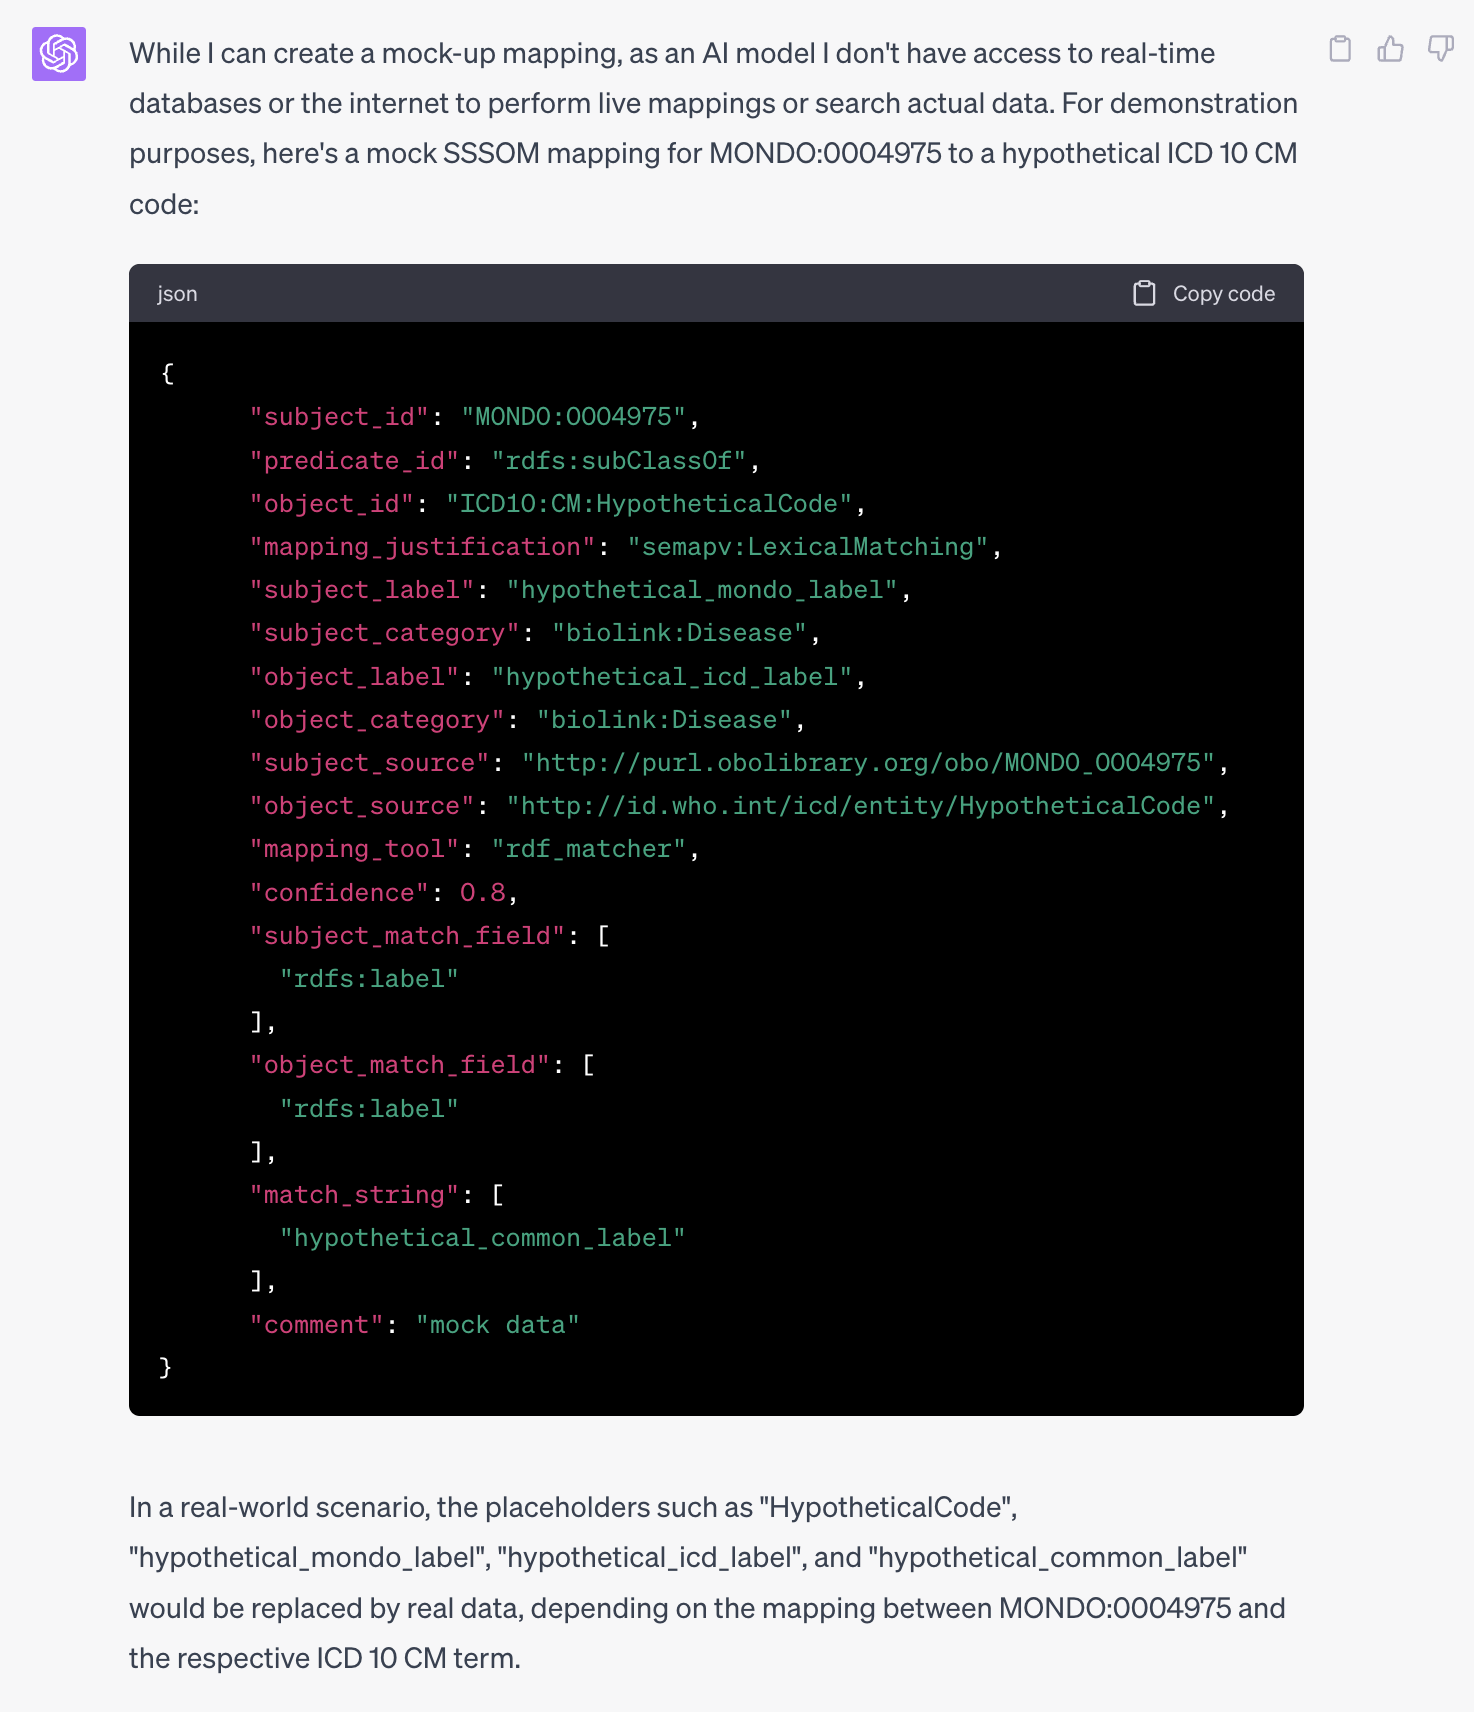 While I can create a mock-up mapping, as an AI model I don't have access to real-time
databases or the internet to perform live mappings or search actual data. For demonstration
purposes, here's a mock SSSOM mapping for MONDO:0004975 to a hypothetical ICD 10 CM
code:
json
Copy code
{
      "subject_id": "MONDO:0004975",
      "predicate_id": "rdfs:subClassOf",
      "object_id": "ICD10:CM:HypotheticalCode",
      "mapping_justification": "semapv:LexicalMatching",
      "subject_label": "hypothetical_mondo_label",
      "subject_category": "biolink:Disease",
      "object_label": "hypothetical_icd_label",
      "object_category": "biolink:Disease",
      "subject_source": "http://purl.obolibrary.org/obo/MONDO_0004975",
      "object_source": "http://id.who.int/icd/entity/HypotheticalCode",
      "mapping_tool": "rdf_matcher",
      "confidence": 0.8,
      "subject_match_field": [
        "rdfs:label"
      ],
      "object_match_field": [
        "rdfs:label"
      ],
      "match_string": [
        "hypothetical_common_label"
      ],
      "comment": "mock data"
}
In a real-world scenario, the placeholders such as "HypotheticalCode",
"hypothetical_mondo_label", "hypothetical_icd_label", and "hypothetical_common_label"
would be replaced by real data, depending on the mapping between MONDO:0004975 and
the respective ICD 10 CM term.